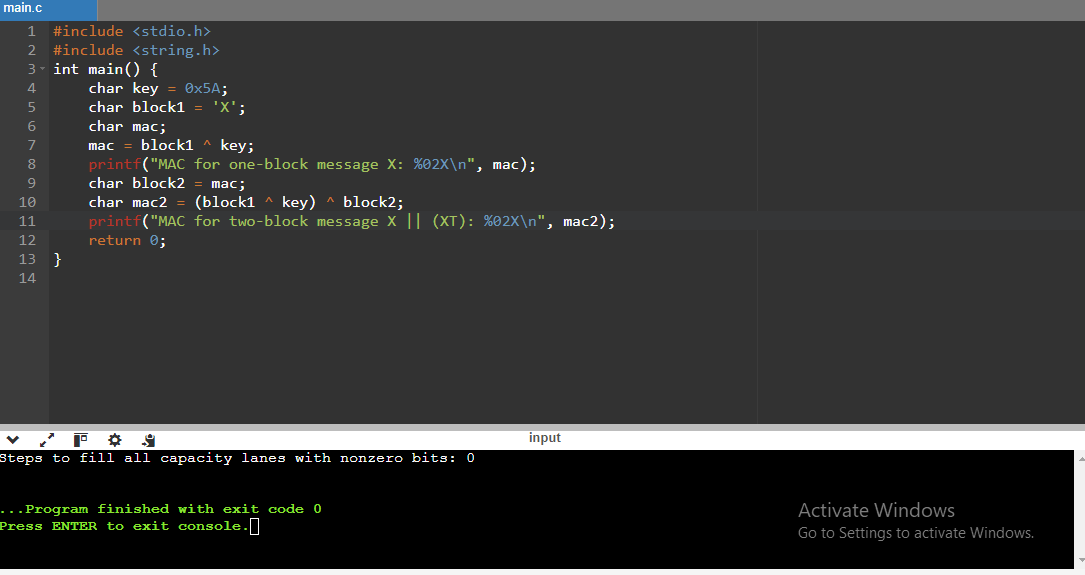 main.c
1 #include <stdio.h>
2 #include <string.h>
3 int main() {
4     char key = 0x5A;
5     char block1 = 'X';
6     char mac;
7     mac = block1 ^ key;
8     printf("MAC for one-block message X: %02X\n", mac);
9     char block2 = mac;
10     char mac2 = (block1 ^ key) ^ block2;
11     printf("MAC for two-block message X || (XT): %02X\n", mac2);
12     return 0;
13 }
14
input
Steps to fill all capacity lanes with nonzero bits: 0
...Program finished with exit code 0
Press ENTER to exit console.
Activate Windows
Go to Settings to activate Windows.